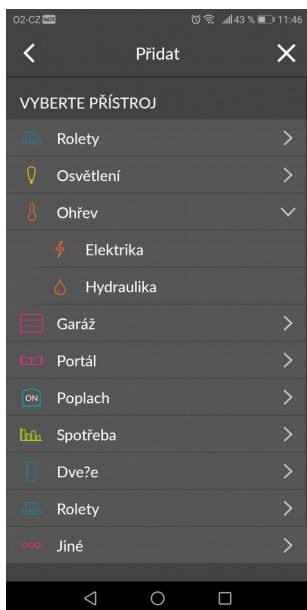 O2-CZ VoLTE 43 % 11:46
Přidat
VYBERTE PŘÍSTROJ
Rolety
Osvětlení
Ohřev
Elektrika
Hydraulika
Garáž
Portál
ON Poplach
Spotřeba
Dve?e
Rolety
Jiné